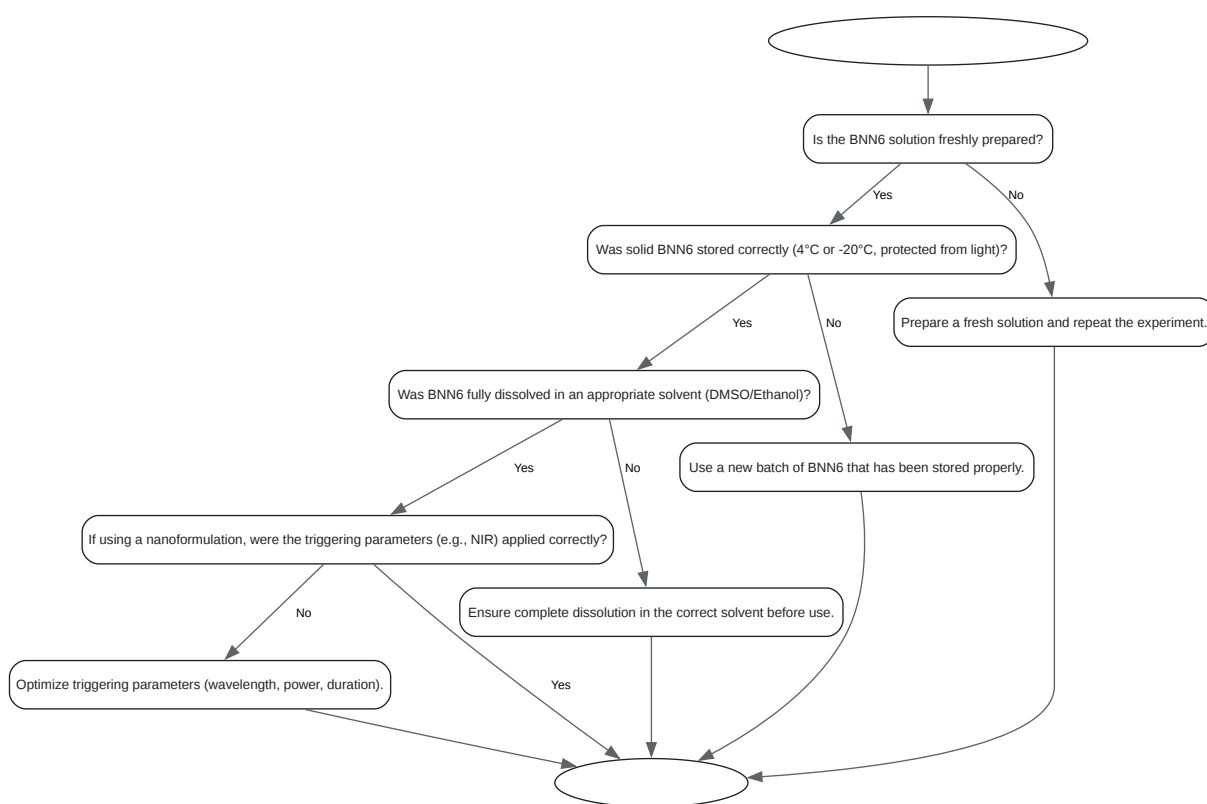 Is the BNN6 solution freshly prepared?
Yes
No
Was solid BNN6 stored correctly (4°C or -20°C, protected from light)?
Prepare a fresh solution and repeat the experiment.
Yes
No
Was BNN6 fully dissolved in an appropriate solvent (DMSO/Ethanol)?
Use a new batch of BNN6 that has been stored properly.
Yes
No
If using a nanoformulation, were the triggering parameters (e.g., NIR) applied correctly?
Ensure complete dissolution in the correct solvent before use.
No
Yes
Optimize triggering parameters (wavelength, power, duration).